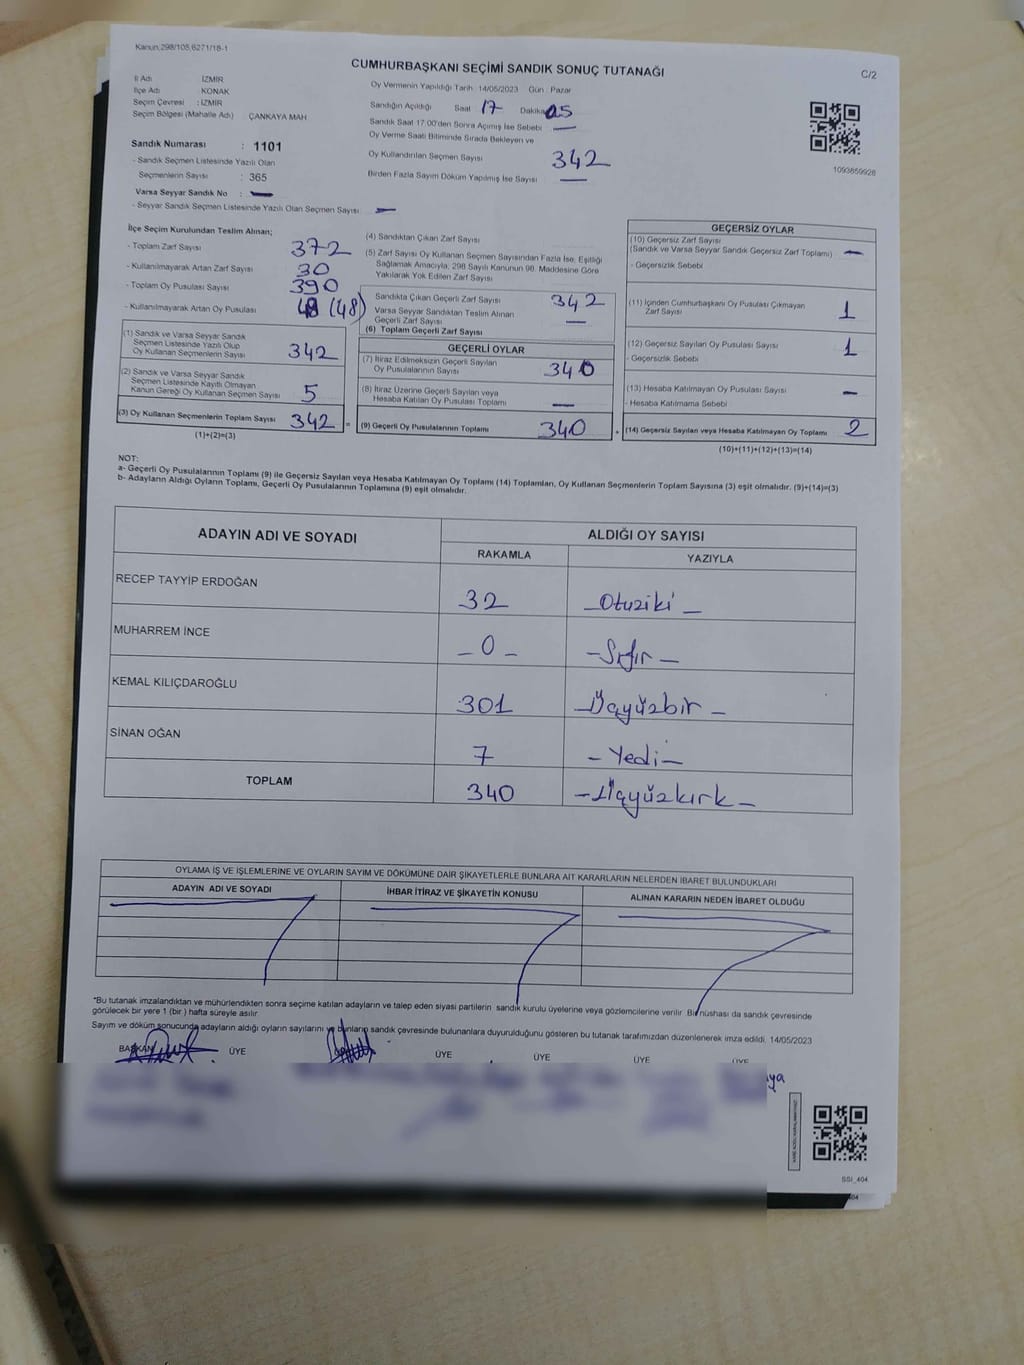 Kanun,298/105,6271/18-1
CUMHURBAŞKANI SEÇİMİ SANDIK SONUÇ TUTANAĞI
C/2
İl Adı İZMİR
İlçe Adı KONAK
Seçim Çevresi : İZMİR
Seçim Bölgesi (Mahalle Adı) ÇANKAYA MAH
Sandık Numarası : 1101
- Sandık Seçmen Listesinde Yazılı Olan
Seçmenlerin Sayısı : 365
Varsa Seyyar Sandık No : —
- Seyyar Sandık Seçmen Listesinde Yazılı Olan Seçmen Sayısı —
Oy Vermenin Yapıldığı Tarih 14/05/2023 Gün : Pazar
Sandığın Açıldığı Saat 17 Dakika 05
Sandık Saat 17.00'den Sonra Açımış İse Sebebi —
Oy Verme Saati Bitiminde Sırada Bekleyen ve
Oy Kullandırılan Seçmen Sayısı 342
Birden Fazla Sayım Döküm Yapılmış İse Sayısı —
1093859928
İlçe Seçim Kurulundan Teslim Alınan;
- Toplam Zarf Sayısı 372
- Kullanılmayarak Artan Zarf Sayısı 30
- Toplam Oy Pusulası Sayısı 390
- Kullanılmayarak Artan Oy Pusulası 48 (48)
(1) Sandık ve Varsa Seyyar Sandık
Seçmen Listesinde Yazılı Olup
Oy Kullanan Seçmenlerin Sayısı 342
(2) Sandık ve Varsa Seyyar Sandık
Seçmen Listesinde Kayıtlı Olmayan
Kanun Gereği Oy Kullanan Seçmen Sayısı 5
(3) Oy Kullanan Seçmenlerin Toplam Sayısı 342 =
(1)+(2)=(3)
(4) Sandıktan Çıkan Zarf Sayısı
(5) Zarf Sayısı Oy Kullanan Seçmen Sayısından Fazla İse, Eşitliği
Sağlamak Amacıyla, 298 Sayılı Kanunun 98. Maddesine Göre
Yakılarak Yok Edilen Zarf Sayısı
Sandıkta Çıkan Geçerli Zarf Sayısı 342
Varsa Seyyar Sandıktan Teslim Alınan
Geçerli Zarf Sayısı —
(6) Toplam Geçerli Zarf Sayısı
GEÇERLİ OYLAR
(7) İtiraz Edilmeksizin Geçerli Sayılan
Oy Pusulalarının Sayısı 340
(8) İtiraz Üzerine Geçerli Sayılan veya
Hesaba Katılan Oy Pusulası Toplamı —
(9) Geçerli Oy Pusulalarının Toplamı 340 +
GEÇERSİZ OYLAR
(10) Geçersiz Zarf Sayısı
(Sandık ve Varsa Seyyar Sandık Geçersiz Zarf Toplamı) —
- Geçersizlik Sebebi
(11) İçinden Cumhurbaşkanı Oy Pusulası Çıkmayan
Zarf Sayısı 1
(12) Geçersiz Sayılan Oy Pusulası Sayısı 1
- Geçersizlik Sebebi
(13) Hesaba Katılmayan Oy Pusulası Sayısı —
- Hesaba Katılmama Sebebi
(14) Geçersiz Sayılan veya Hesaba Katılmayan Oy Toplamı 2
(10)+(11)+(12)+(13)=(14)
NOT:
a- Geçerli Oy Pusulalarının Toplamı (9) ile Geçersiz Sayılan veya Hesaba Katılmayan Oy Toplamı (14) Toplamları, Oy Kullanan Seçmenlerin Toplam Sayısına (3) eşit olmalıdır. (9)+(14)=(3)
b- Adayların Aldığı Oyların Toplamı, Geçerli Oy Pusulalarının Toplamına (9) eşit olmalıdır.
ADAYIN ADI VE SOYADI ALDIĞI OY SAYISI
RAKAMLA YAZIYLA
RECEP TAYYİP ERDOĞAN 32 –Otuziki–
MUHARREM İNCE –0– –Sıfır–
KEMAL KILIÇDAROĞLU 301 –Üçyüzbir–
SİNAN OĞAN 7 –Yedi–
TOPLAM 340 –Üçyüzkırk–
OYLAMA İŞ VE İŞLEMLERİNE VE OYLARIN SAYIM VE DÖKÜMÜNE DAİR ŞİKAYETLERLE BUNLARA AİT KARARLARIN NELERDEN İBARET BULUNDUKLARI
ADAYIN ADI VE SOYADI İHBAR İTİRAZ VE ŞİKAYETİN KONUSU ALINAN KARARIN NEDEN İBARET OLDUĞU
*Bu tutanak imzalandıktan ve mühürlendikten sonra seçime katılan adayların ve talep eden siyasi partilerin sandık kurulu üyelerine veya gözlemcilerine verilir. Bir nüshası da sandık çevresinde
görülecek bir yere 1 (bir ) hafta süreyle asılır.
Sayım ve döküm sonucunda adayların aldığı oyların sayılarını ve bunların sandık çevresinde bulunanlara duyurulduğunu gösteren bu tutanak tarafımızdan düzenlenerek imza edildi. 14/05/2023
BAŞKAN ÜYE ÜYE ÜYE ÜYE ÜYE
ya
SSI_404